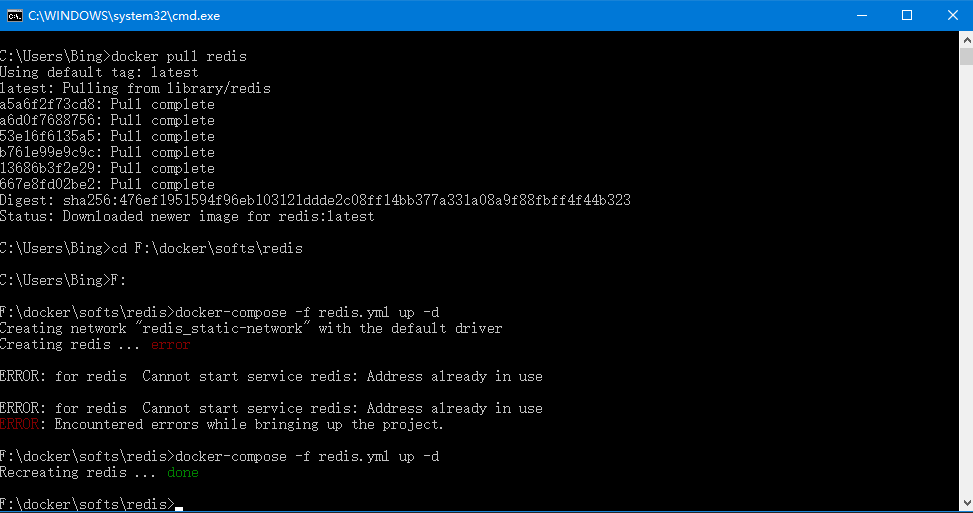 C:\WINDOWS\system32\cmd.exe
C:\Users\Bing>docker pull redis
Using default tag: latest
latest: Pulling from library/redis
a5a6f2f73cd8: Pull complete
a6d0f7688756: Pull complete
53e16f6135a5: Pull complete
b761e99e9c9c: Pull complete
13686b3f2e29: Pull complete
667e8fd02be2: Pull complete
Digest: sha256:476ef1951594f96eb103121ddde2c08ff14bb377a331a08a9f88fbff4f44b323
Status: Downloaded newer image for redis:latest
C:\Users\Bing>cd F:\docker\softs\redis
C:\Users\Bing>F:
F:\docker\softs\redis>docker-compose -f redis.yml up -d
Creating network "redis_static-network" with the default driver
Creating redis ... error
ERROR: for redis  Cannot start service redis: Address already in use
ERROR: for redis  Cannot start service redis: Address already in use
ERROR: Encountered errors while bringing up the project.
F:\docker\softs\redis>docker-compose -f redis.yml up -d
Recreating redis ... done
F:\docker\softs\redis>